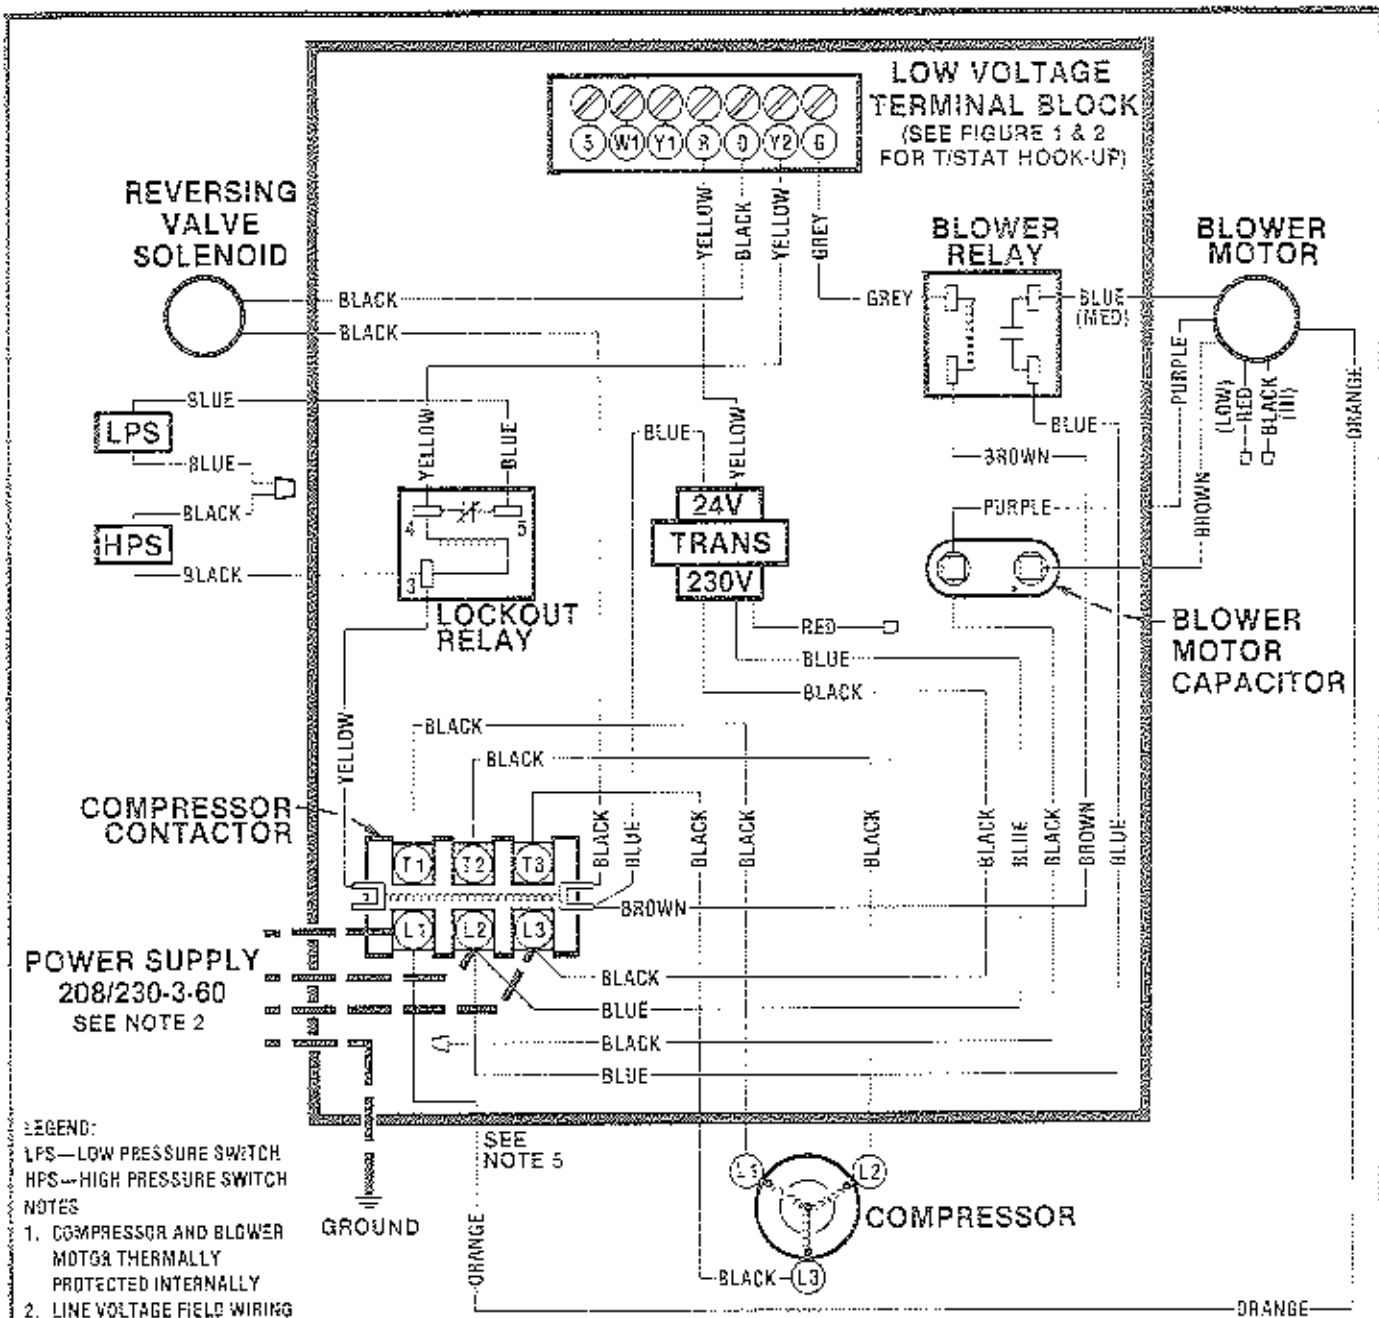 LOW VOLTAGE
TERMINAL BLOCK
(SEE FIGURE 1 & 2
FOR T/STAT HOOK-UP)
W1 Y1 R O Y2 G
YELLOW
BLACK
YELLOW
GREY
REVERSING
VALVE
SOLENOID
BLACK
BLACK
BLOWER
RELAY
GREY
BLUE
(MED)
BLOWER
MOTOR
PURPLE
BROWN
(LOW)
RED
BLACK
(HI)
ORANGE
BLUE
LPS
BLUE
BLACK
HPS
BLACK
YELLOW
BLUE
4
5
3
LOCKOUT
RELAY
BLUE
YELLOW
24V
TRANS
230V
RED
BLUE
BLACK
BLUE
BROWN
PURPLE
BLOWER
MOTOR
CAPACITOR
YELLOW
BLACK
BLACK
COMPRESSOR
CONTACTOR
T1 T2 T3
L1 L2 L3
BLACK
BLUE
BLACK
BLACK
BLACK
BLACK
BLUE
BLACK
BROWN
BLUE
BROWN
POWER SUPPLY
208/230-3-60
SEE NOTE 2
BLACK
BLUE
BLACK
BLUE
SEE
NOTE 5
GROUND
ORANGE
L1
L2
COMPRESSOR
BLACK
L3
ORANGE
LEGEND:
LPS—LOW PRESSURE SWITCH
HPS—HIGH PRESSURE SWITCH
NOTES
1. COMPRESSOR AND BLOWER
MOTOR THERMALLY
PROTECTED INTERNALLY
2. LINE VOLTAGE FIELD WIRING